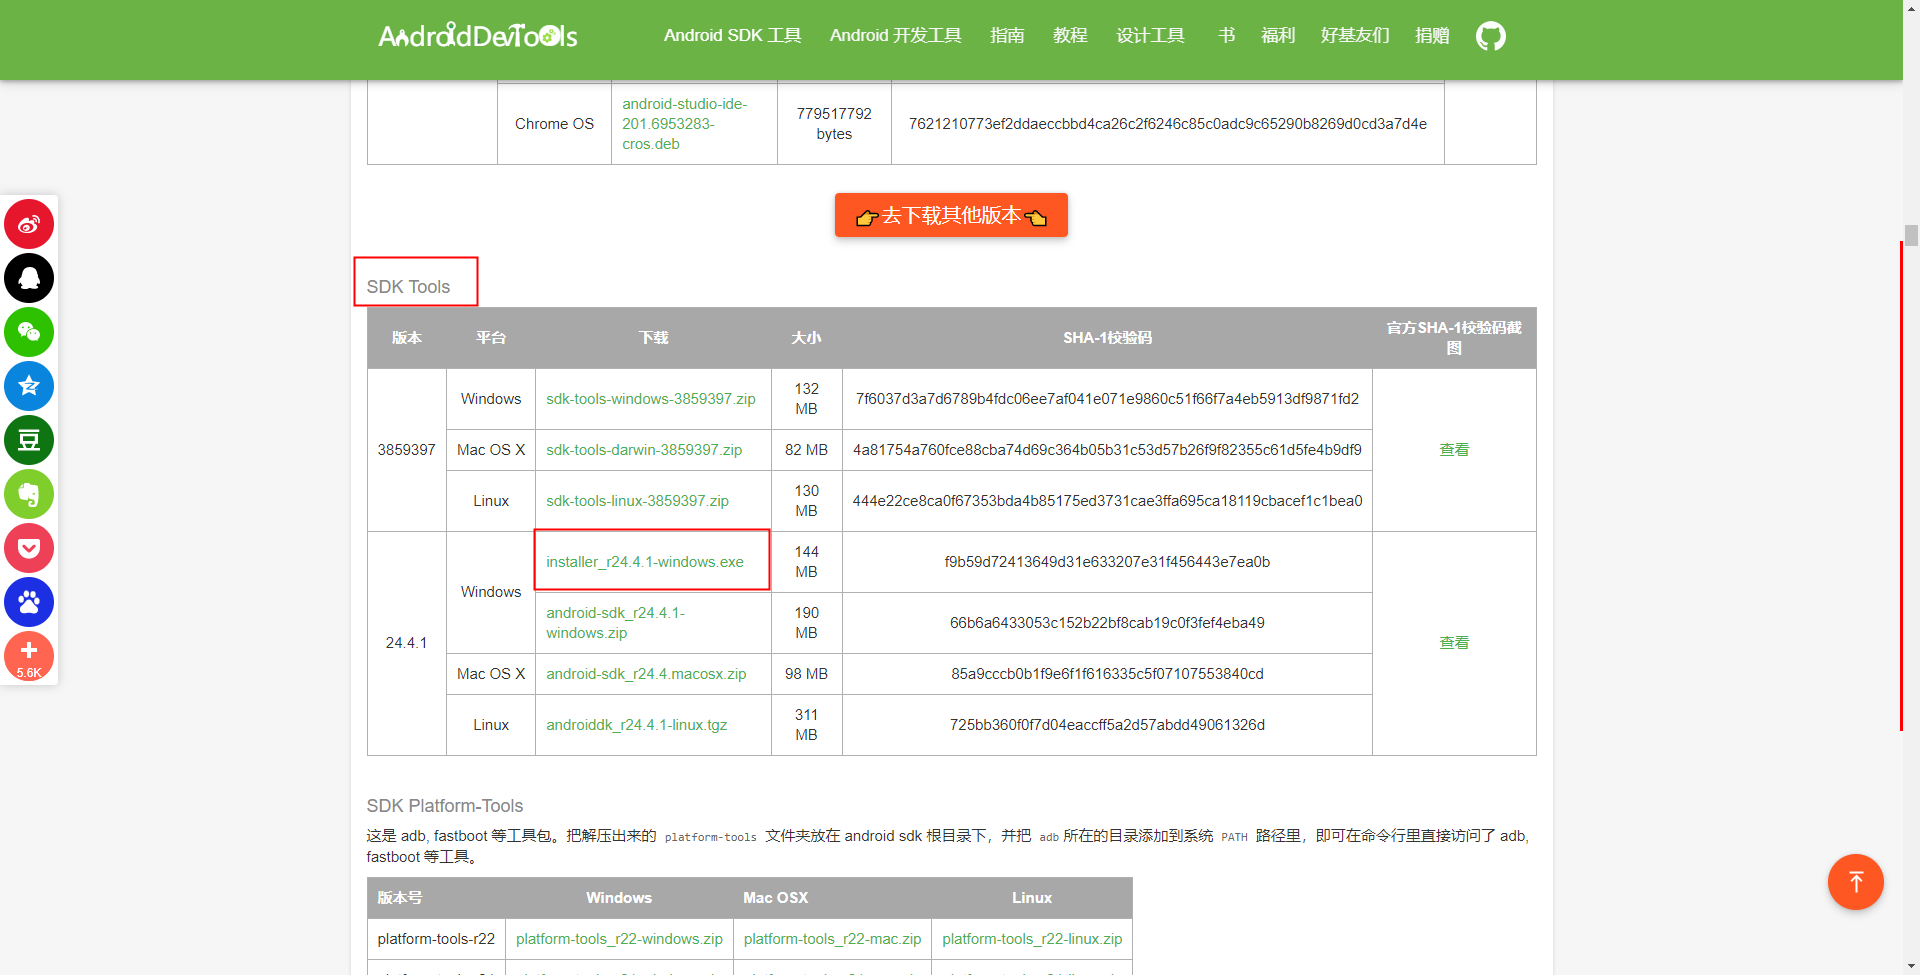 AndroidDevTools
Android SDK 工具
Android 开发工具
指南
教程
设计工具
书
福利
好基友们
捐赠
Chrome OS
android-studio-ide-
201.6953283-
cros.deb
779517792
bytes
7621210773ef2ddaeccbbd4ca26c2f6246c85c0adc9c65290b8269d0cd3a7d4e
去下载其他版本
SDK Tools
版本
平台
下载
大小
SHA-1校验码
官方SHA-1校验码截
图
3859397
Windows
sdk-tools-windows-3859397.zip
132
MB
7f6037d3a7d6789b4fdc06ee7af041e071e9860c51f66f7a4eb5913df9871fd2
查看
Mac OS X
sdk-tools-darwin-3859397.zip
82 MB
4a81754a760fce88cba74d69c364b05b31c53d57b26f9f82355c61d5fe4b9df9
Linux
sdk-tools-linux-3859397.zip
130
MB
444e22ce8ca0f67353bda4b85175ed3731cae3ffa695ca18119cbacef1c1bea0
24.4.1
Windows
installer_r24.4.1-windows.exe
144
MB
f9b59d72413649d31e633207e31f456443e7ea0b
查看
android-sdk_r24.4.1-
windows.zip
190
MB
66b6a6433053c152b22bf8cab19c0f3fef4eba49
Mac OS X
android-sdk_r24.4.macosx.zip
98 MB
85a9cccb0b1f9e6f1f616335c5f07107553840cd
Linux
androiddk_r24.4.1-linux.tgz
311
MB
725bb360f0f7d04eaccff5a2d57abdd49061326d
SDK Platform-Tools
这是 adb, fastboot 等工具包。把解压出来的 platform-tools 文件夹放在 android sdk 根目录下，并把 adb 所在的目录添加到系统 PATH 路径里，即可在命令行里直接访问了 adb,
fastboot 等工具。
版本号
Windows
Mac OSX
Linux
platform-tools-r22
platform-tools_r22-windows.zip
platform-tools_r22-mac.zip
platform-tools_r22-linux.zip
豆
5.6K